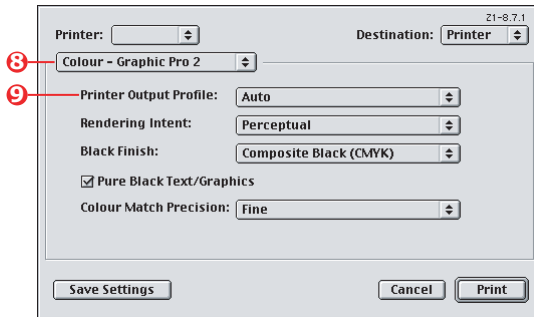 Z1-8.7.1
Printer: Destination: Printer
8 Colour - Graphic Pro 2
9 Printer Output Profile: Auto
Rendering Intent: Perceptual
Black Finish: Composite Black (CMYK)
Pure Black Text/Graphics
Colour Match Precision: Fine
Save Settings Cancel Print